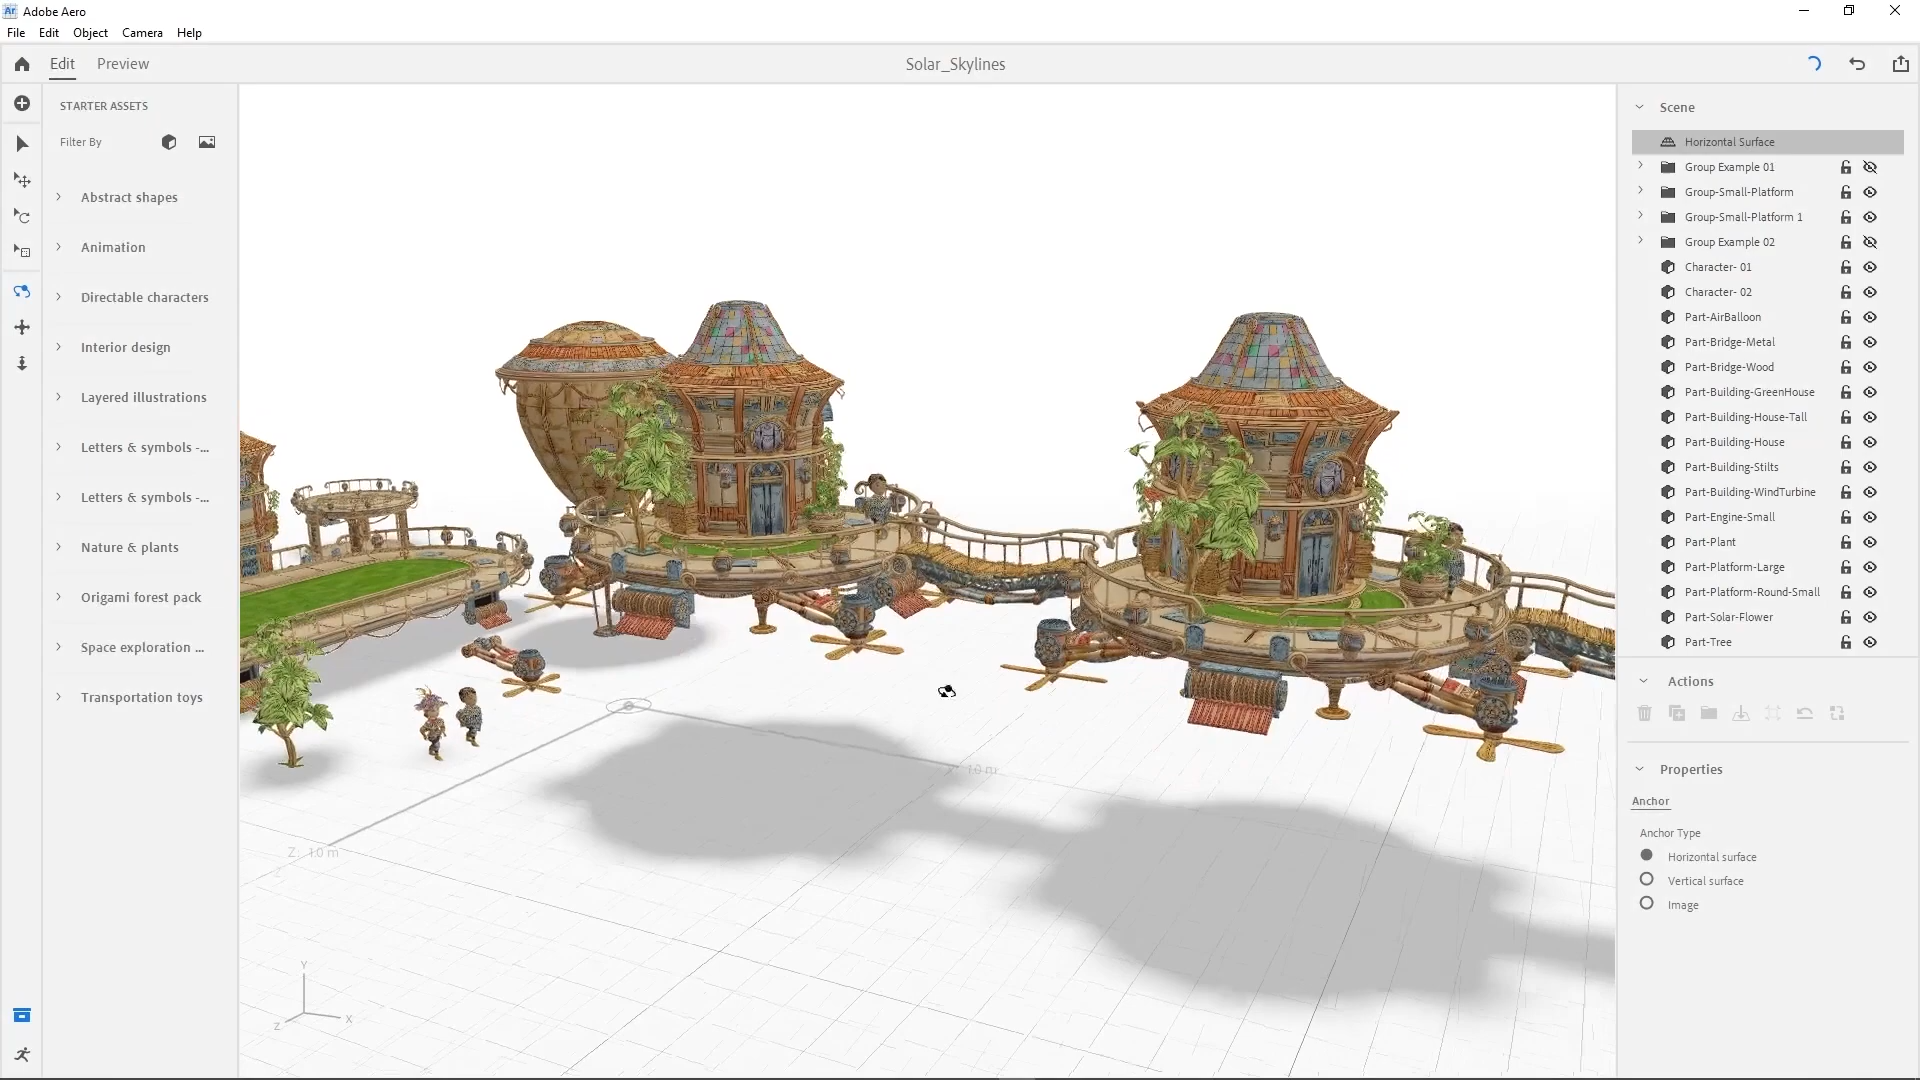 Ar Adobe Aero
File Edit Object Camera Help
Edit Preview
Solar_Skylines
STARTER ASSETS
Filter By
Abstract shapes
Animation
Directable characters
Interior design
Layered illustrations
Letters & symbols -...
Letters & symbols -...
Nature & plants
Origami forest pack
Space exploration ...
Transportation toys
1.0 m
Z: 1.0 m
Y
Z
X
Scene
Horizontal Surface
Group Example 01
Group-Small-Platform
Group-Small-Platform 1
Group Example 02
Character- 01
Character- 02
Part-AirBalloon
Part-Bridge-Metal
Part-Bridge-Wood
Part-Building-GreenHouse
Part-Building-House-Tall
Part-Building-House
Part-Building-Stilts
Part-Building-WindTurbine
Part-Engine-Small
Part-Plant
Part-Platform-Large
Part-Platform-Round-Small
Part-Solar-Flower
Part-Tree
Actions
Properties
Anchor
Anchor Type
Horizontal surface
Vertical surface
Image